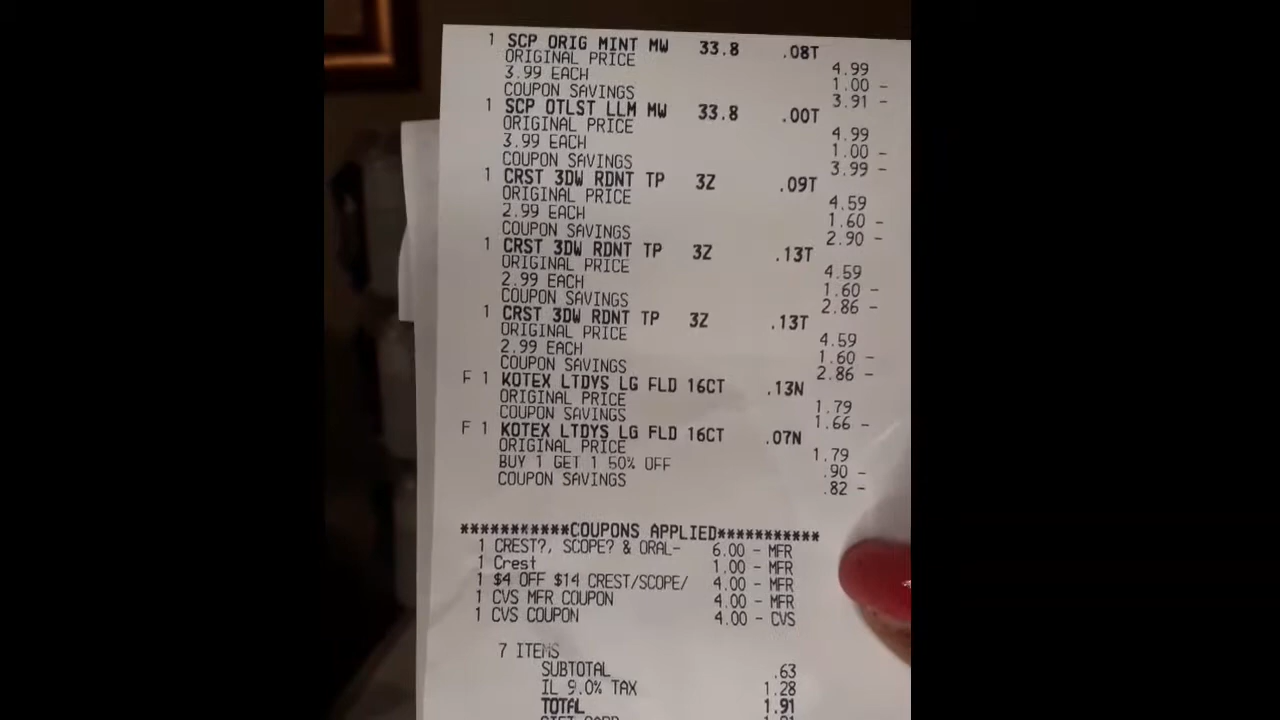 1 SCP ORIG MINT MW 33.8 .08T
ORIGINAL PRICE 4.99
3.99 EACH 1.00 -
COUPON SAVINGS 3.91 -
1 SCP OTLST LLM MW 33.8 .00T
ORIGINAL PRICE 4.99
3.99 EACH 1.00 -
COUPON SAVINGS 3.99 -
1 CRST 3DW RDNT TP 3Z .09T
ORIGINAL PRICE 4.59
2.99 EACH 1.60 -
COUPON SAVINGS 2.90 -
1 CRST 3DW RDNT TP 3Z .13T
ORIGINAL PRICE 4.59
2.99 EACH 1.60 -
COUPON SAVINGS 2.86 -
1 CRST 3DW RDNT TP 3Z .13T
ORIGINAL PRICE 4.59
2.99 EACH 1.60 -
COUPON SAVINGS 2.86 -
F 1 KOTEX LTDYS LG FLD 16CT .13N
ORIGINAL PRICE 1.79
COUPON SAVINGS 1.66 -
F 1 KOTEX LTDYS LG FLD 16CT .07N
ORIGINAL PRICE 1.79
BUY 1 GET 1 50% OFF .90 -
COUPON SAVINGS .82 -
***********COUPONS APPLIED***********
1 CREST?, SCOPE? & ORAL- 6.00 - MFR
1 Crest 1.00 - MFR
1 $4 OFF $14 CREST/SCOPE/ 4.00 - MFR
1 CVS MFR COUPON 4.00 - MFR
1 CVS COUPON 4.00 - CVS
7 ITEMS
SUBTOTAL .63
IL 9.0% TAX 1.28
TOTAL 1.91